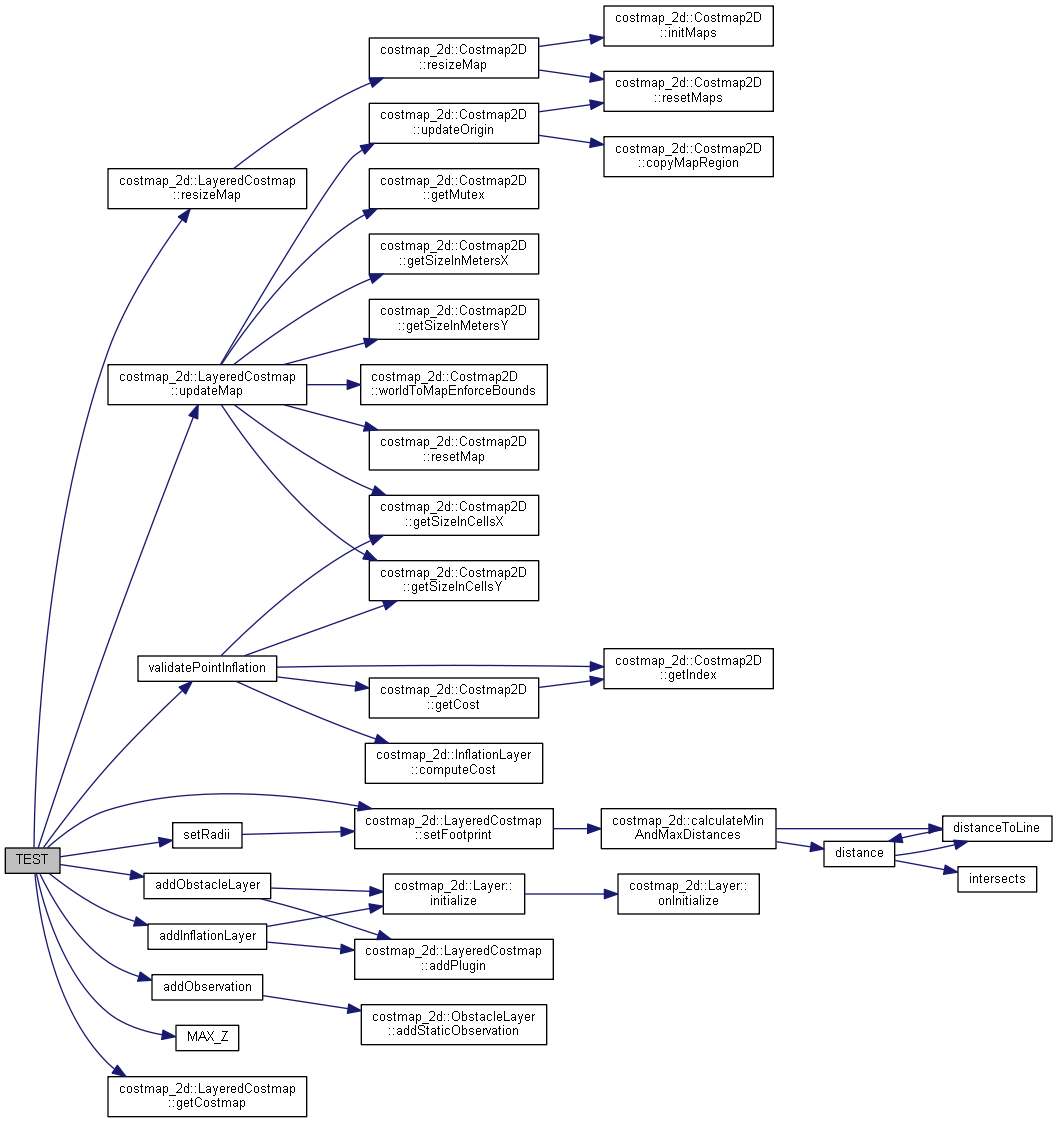 costmap_2d::Costmap2D
::initMaps
costmap_2d::Costmap2D
::resizeMap
costmap_2d::Costmap2D
::resetMaps
costmap_2d::Costmap2D
::updateOrigin
costmap_2d::Costmap2D
::copyMapRegion
costmap_2d::LayeredCostmap
::resizeMap
costmap_2d::Costmap2D
::getMutex
costmap_2d::Costmap2D
::getSizeInMetersX
costmap_2d::Costmap2D
::getSizeInMetersY
costmap_2d::LayeredCostmap
::updateMap
costmap_2d::Costmap2D
::worldToMapEnforceBounds
costmap_2d::Costmap2D
::resetMap
costmap_2d::Costmap2D
::getSizeInCellsX
costmap_2d::Costmap2D
::getSizeInCellsY
validatePointInflation
costmap_2d::Costmap2D
::getIndex
costmap_2d::Costmap2D
::getCost
costmap_2d::InflationLayer
::computeCost
costmap_2d::LayeredCostmap
::setFootprint
costmap_2d::calculateMin
AndMaxDistances
distanceToLine
setRadii
distance
TEST
intersects
addObstacleLayer
costmap_2d::Layer::
initialize
costmap_2d::Layer::
onInitialize
addInflationLayer
costmap_2d::LayeredCostmap
::addPlugin
addObservation
costmap_2d::ObstacleLayer
::addStaticObservation
MAX_Z
costmap_2d::LayeredCostmap
::getCostmap